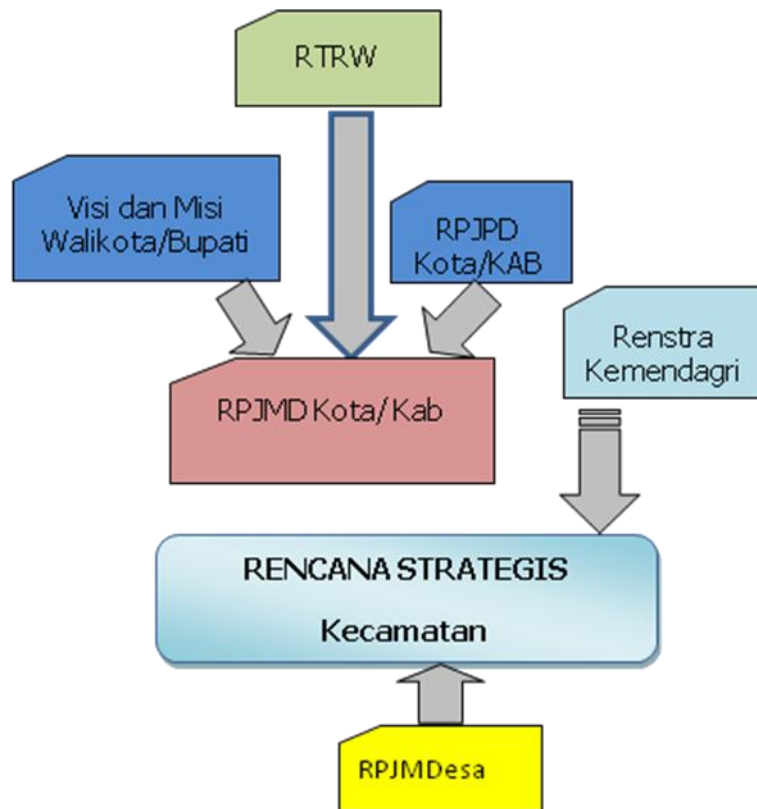 RTRW
Visi dan Misi
Walikota/Bupati
RPJPD
Kota/KAB
Renstra
Kemendagri
RPJMD Kota/ Kab
RENCANA STRATEGIS
Kecamatan
RPJMDesa